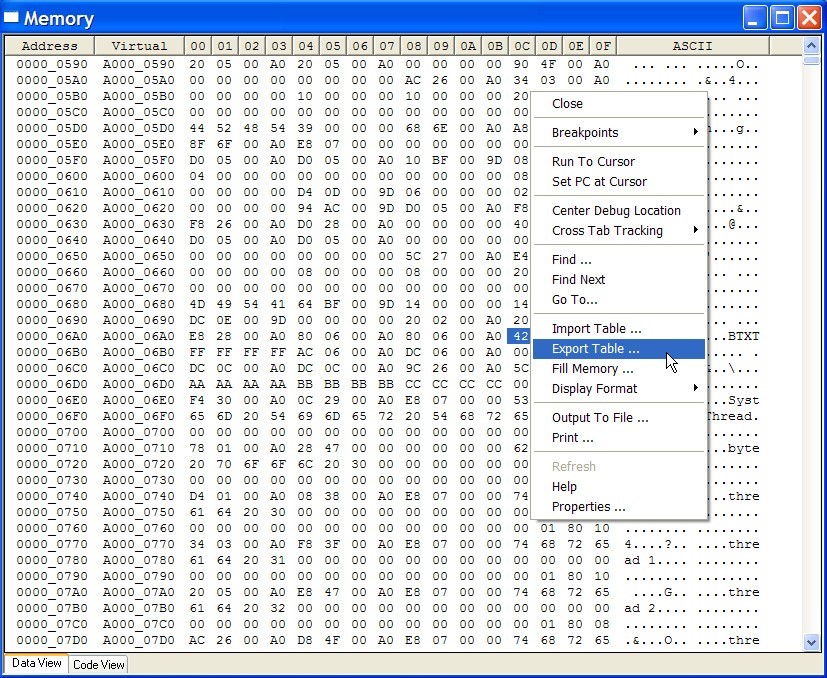 Memory
Address Virtual 00 01 02 03 04 05 06 07 08 09 0A 0B 0C 0D 0E 0F ASCII
0000_0590 A000_0590 20 05 00 A0 20 05 00 A0 00 00 00 00 90 4F 00 A0 ... ... .....O..
0000_05A0 A000_05A0 00 00 00 00 00 00 00 00 AC 26 00 A0 34 03 00 A0 ........ .&..4...
0000_05B0 A000_05B0 00 00 00 00 10 00 00 00 10 00 00 00 20
0000_05C0 A000_05C0 00 00 00 00 00 00 00 00 00 00 00 00 00
0000_05D0 A000_05D0 44 52 48 54 39 00 00 00 68 6E 00 A0 A8
0000_05E0 A000_05E0 8F 6F 00 A0 E8 07 00 00 00 00 00 00 00
0000_05F0 A000_05F0 D0 05 00 A0 D0 05 00 A0 10 BF 00 9D 08
0000_0600 A000_0600 04 00 00 00 00 00 00 00 00 00 00 00 08
0000_0610 A000_0610 00 00 00 00 D4 0D 00 9D 06 00 00 00 02
0000_0620 A000_0620 00 00 00 00 94 AC 00 9D D0 05 00 A0 F8
0000_0630 A000_0630 F8 26 00 A0 D0 28 00 A0 00 00 00 00 40
0000_0640 A000_0640 D0 05 00 A0 D0 05 00 A0 00 00 00 00 00
0000_0650 A000_0650 00 00 00 00 00 00 00 00 5C 27 00 A0 E4
0000_0660 A000_0660 00 00 00 00 08 00 00 00 08 00 00 00 20
0000_0670 A000_0670 00 00 00 00 00 00 00 00 00 00 00 00 00
0000_0680 A000_0680 4D 49 54 41 64 BF 00 9D 14 00 00 00 14
0000_0690 A000_0690 DC 0E 00 9D 00 00 00 00 20 02 00 A0 20
0000_06A0 A000_06A0 E8 28 00 A0 80 06 00 A0 80 06 00 A0 42 ..BTXT
0000_06B0 A000_06B0 FF FF FF FF AC 06 00 A0 DC 06 00 A0 00
0000_06C0 A000_06C0 DC 0C 00 A0 DC 0C 00 A0 9C 26 00 A0 5C
0000_06D0 A000_06D0 AA AA AA AA BB BB BB BB CC CC CC CC 00
0000_06E0 A000_06E0 F4 30 00 A0 0C 29 00 A0 E8 07 00 00 53 ..Syst
0000_06F0 A000_06F0 65 6D 20 54 69 6D 65 72 20 54 68 72 65 Thread.
0000_0700 A000_0700 00 00 00 00 00 00 00 00 00 00 00 00 00
0000_0710 A000_0710 78 01 00 A0 28 47 00 A0 00 00 00 00 62 ..byte
0000_0720 A000_0720 20 70 6F 6F 6C 20 30 00 00 00 00 00 00
0000_0730 A000_0730 00 00 00 00 00 00 00 00 00 00 00 00 00
0000_0740 A000_0740 D4 01 00 A0 08 38 00 A0 E8 07 00 00 74 ..thre
0000_0750 A000_0750 61 64 20 30 00 00 00 00 00 00 00 00 00
0000_0760 A000_0760 00 00 00 00 00 00 00 00 00 00 00 00 01 80 10
0000_0770 A000_0770 34 03 00 A0 F8 3F 00 A0 E8 07 00 00 74 68 72 65 4....?.. ....thre
0000_0780 A000_0780 61 64 20 31 00 00 00 00 00 00 00 00 00 00 00 00 ad 1.... ........
0000_0790 A000_0790 00 00 00 00 00 00 00 00 00 00 00 00 00 01 80 10 ........ ........
0000_07A0 A000_07A0 20 05 00 A0 E8 47 00 A0 E8 07 00 00 74 68 72 65 ....G.. ....thre
0000_07B0 A000_07B0 61 64 20 32 00 00 00 00 00 00 00 00 00 00 00 00 ad 2.... ........
0000_07C0 A000_07C0 00 00 00 00 00 00 00 00 00 00 00 00 00 01 80 08 ........ ........
0000_07D0 A000_07D0 AC 26 00 A0 D8 4F 00 A0 E8 07 00 00 74 68 72 65 .&...O.. ....thre
Close
Breakpoints
Run To Cursor
Set PC at Cursor
Center Debug Location
Cross Tab Tracking
Find ...
Find Next
Go To...
Import Table ...
Export Table ...
Fill Memory ...
Display Format
Output To File ...
Print ...
Refresh
Help
Properties ...
Data View Code View